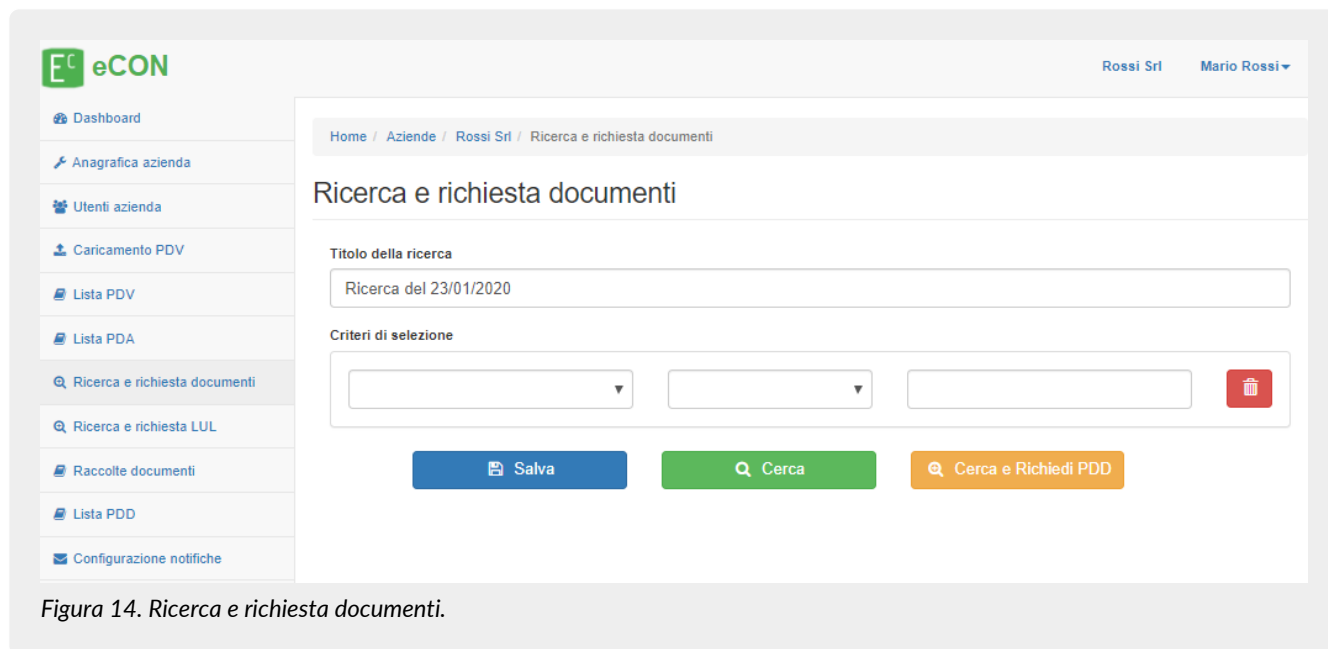 EC eCON
Rossi Srl Mario Rossi
Dashboard
Anagrafica azienda
Utenti azienda
Caricamento PDV
Lista PDV
Lista PDA
Ricerca e richiesta documenti
Ricerca e richiesta LUL
Raccolte documenti
Lista PDD
Configurazione notifiche
Home / Aziende / Rossi Srl / Ricerca e richiesta documenti
Ricerca e richiesta documenti
Titolo della ricerca
Ricerca del 23/01/2020
Criteri di selezione
Salva Cerca Cerca e Richiedi PDD
Figura 14. Ricerca e richiesta documenti.